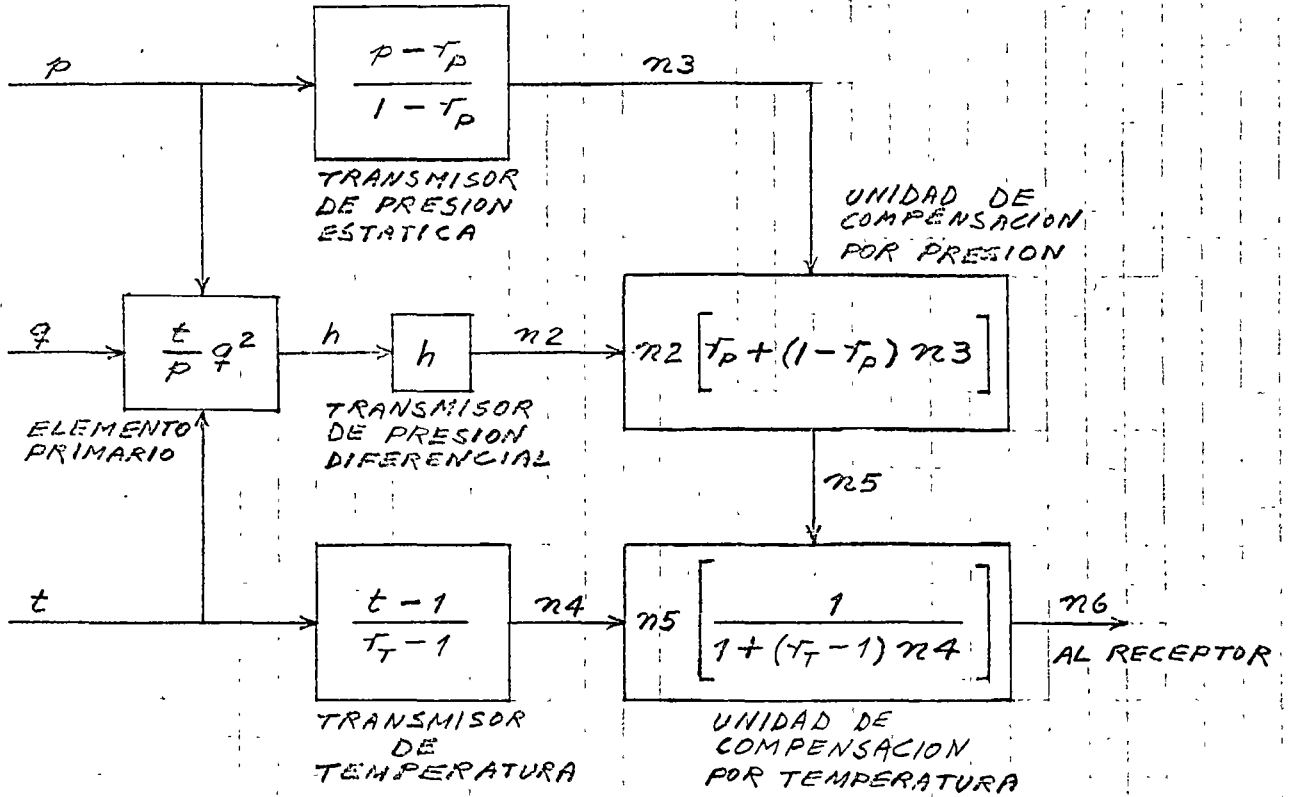 p
p - r_p
1 - r_p
n3
TRANSMISOR
DE PRESION
ESTATICA
UNIDAD DE
COMPENSACION
POR PRESION
q
t/p q²
h
h
n2
n2 [r_p + (1 - r_p) n3]
ELEMENTO
PRIMARIO
TRANSMISOR
DE PRESION
DIFERENCIAL
n5
t
t - 1
r_T - 1
n4
n5 [1 / 1 + (r_T - 1) n4]
n6
AL RECEPTOR
TRANSMISOR
DE
TEMPERATURA
UNIDAD DE
COMPENSACION
POR TEMPERATURA